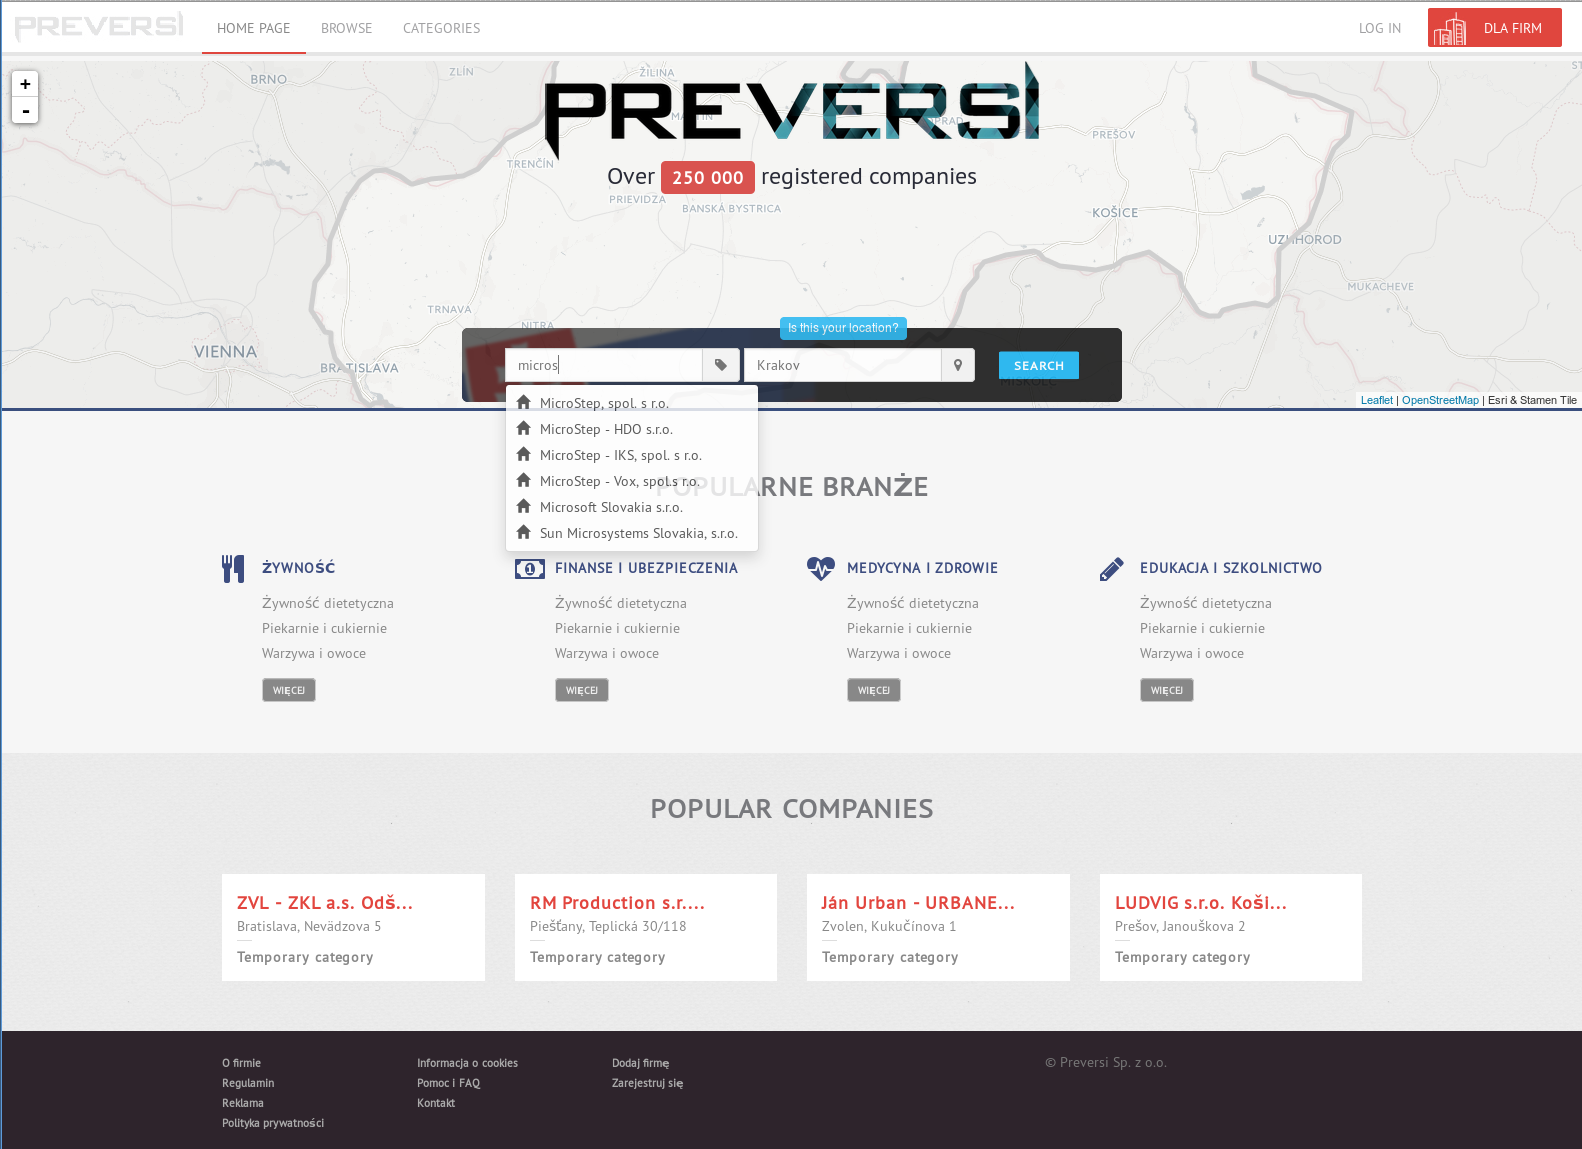 PREVERSI
HOME PAGE
BROWSE
CATEGORIES
LOG IN
DLA FIRM
+
-
BRNO
ZLÍN
ŽILINA
PREŠOV
TRENČÍN
PRIEVIDZA
BANSKÁ BYSTRICA
KOŠICE
UZHHOROD
MUKACHEVE
TRNAVA
NITRA
VIENNA
BRATISLAVA
MISKOLC
PREVERSI
Over 250 000 registered companies
Is this your location?
micros
Krakov
SEARCH
MicroStep, spol. s r.o.
MicroStep - HDO s.r.o.
MicroStep - IKS, spol. s r.o.
MicroStep - Vox, spol.s r.o.
Microsoft Slovakia s.r.o.
Sun Microsystems Slovakia, s.r.o.
Leaflet | OpenStreetMap | Esri & Stamen Tile
POPULARNE BRANŻE
ŻYWNOŚĆ
Żywność dietetyczna
Piekarnie i cukiernie
Warzywa i owoce
WIĘCEJ
FINANSE I UBEZPIECZENIA
Żywność dietetyczna
Piekarnie i cukiernie
Warzywa i owoce
WIĘCEJ
MEDYCYNA I ZDROWIE
Żywność dietetyczna
Piekarnie i cukiernie
Warzywa i owoce
WIĘCEJ
EDUKACJA I SZKOLNICTWO
Żywność dietetyczna
Piekarnie i cukiernie
Warzywa i owoce
WIĘCEJ
POPULAR COMPANIES
ZVL - ZKL a.s. Odš...
Bratislava, Nevädzova 5
Temporary category
RM Production s.r....
Piešťany, Teplická 30/118
Temporary category
Ján Urban - URBANE...
Zvolen, Kukučínova 1
Temporary category
LUDVIG s.r.o. Koši...
Prešov, Janouškova 2
Temporary category
O firmie
Regulamin
Reklama
Polityka prywatności
Informacja o cookies
Pomoc i FAQ
Kontakt
Dodaj firmę
Zarejestruj się
© Preversi Sp. z o.o.